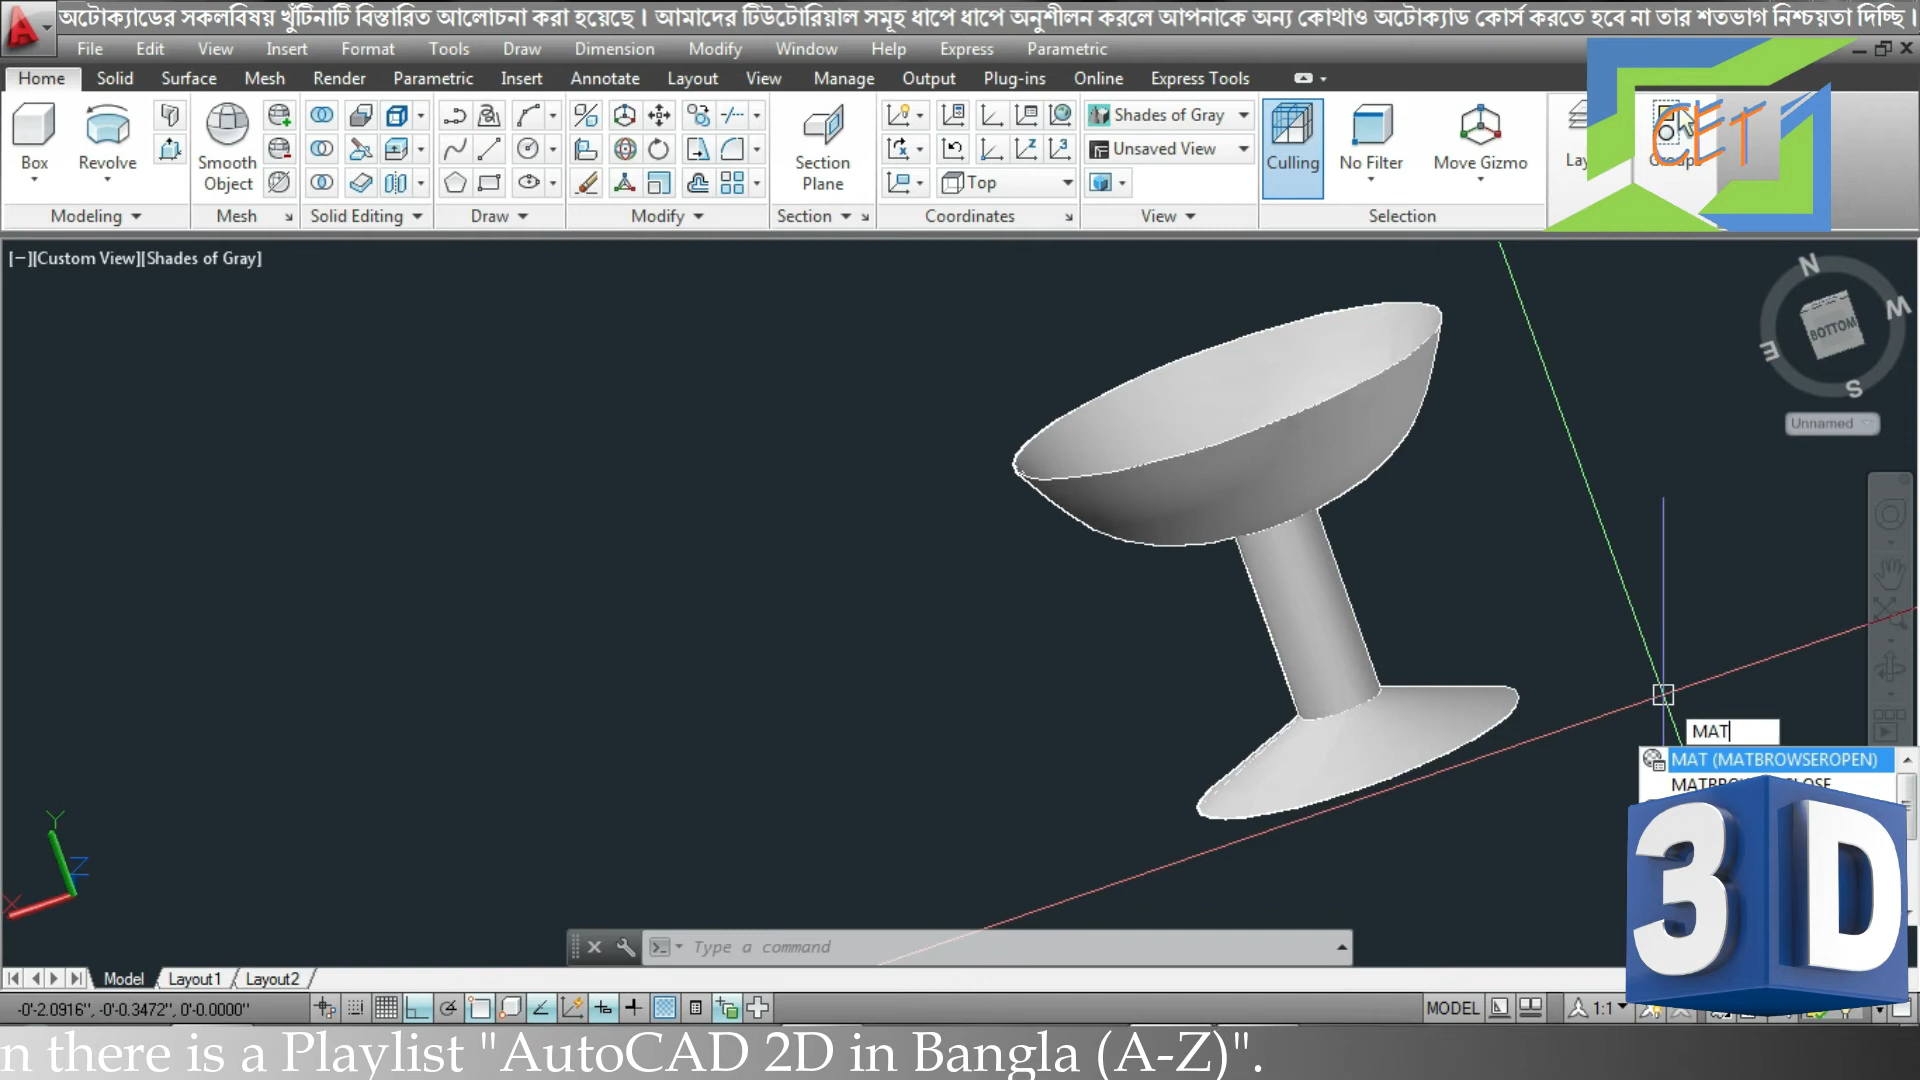 অটোক্যাডের সকলবিষয় খুঁটিনাটি বিস্তারিত আলোচনা করা হয়েছে। আমাদের টিউটোরিয়াল সমূহ ধাপে ধাপে অনুশীলন করলে আপনাকে অন্য কোথাও অটোক্যাড কোর্স করতে হবে না তার শতভাগ নিশ্চয়তা দিচ্ছি।
File Edit View Insert Format Tools Draw Dimension Modify Window Help Express Parametric
Home Solid Surface Mesh Render Parametric Insert Annotate Layout View Manage Output Plug-ins Online Express Tools
Box Revolve Smooth Object Section Plane Shades of Gray Culling No Filter Move Gizmo Groups
Unsaved View
Top
CET
Modeling Mesh Solid Editing Draw Modify Section Coordinates View Selection
[−][Custom View][Shades of Gray]
N W BOTTOM E S
Unnamed
MAT
MAT (MATBROWSEROPEN)
Y Z X
3D
Type a command
Model Layout1 Layout2
-0'-2.0916", -0'-0.3472", 0'-0.0000" MODEL 1:1
n there is a Playlist "AutoCAD 2D in Bangla (A-Z)".